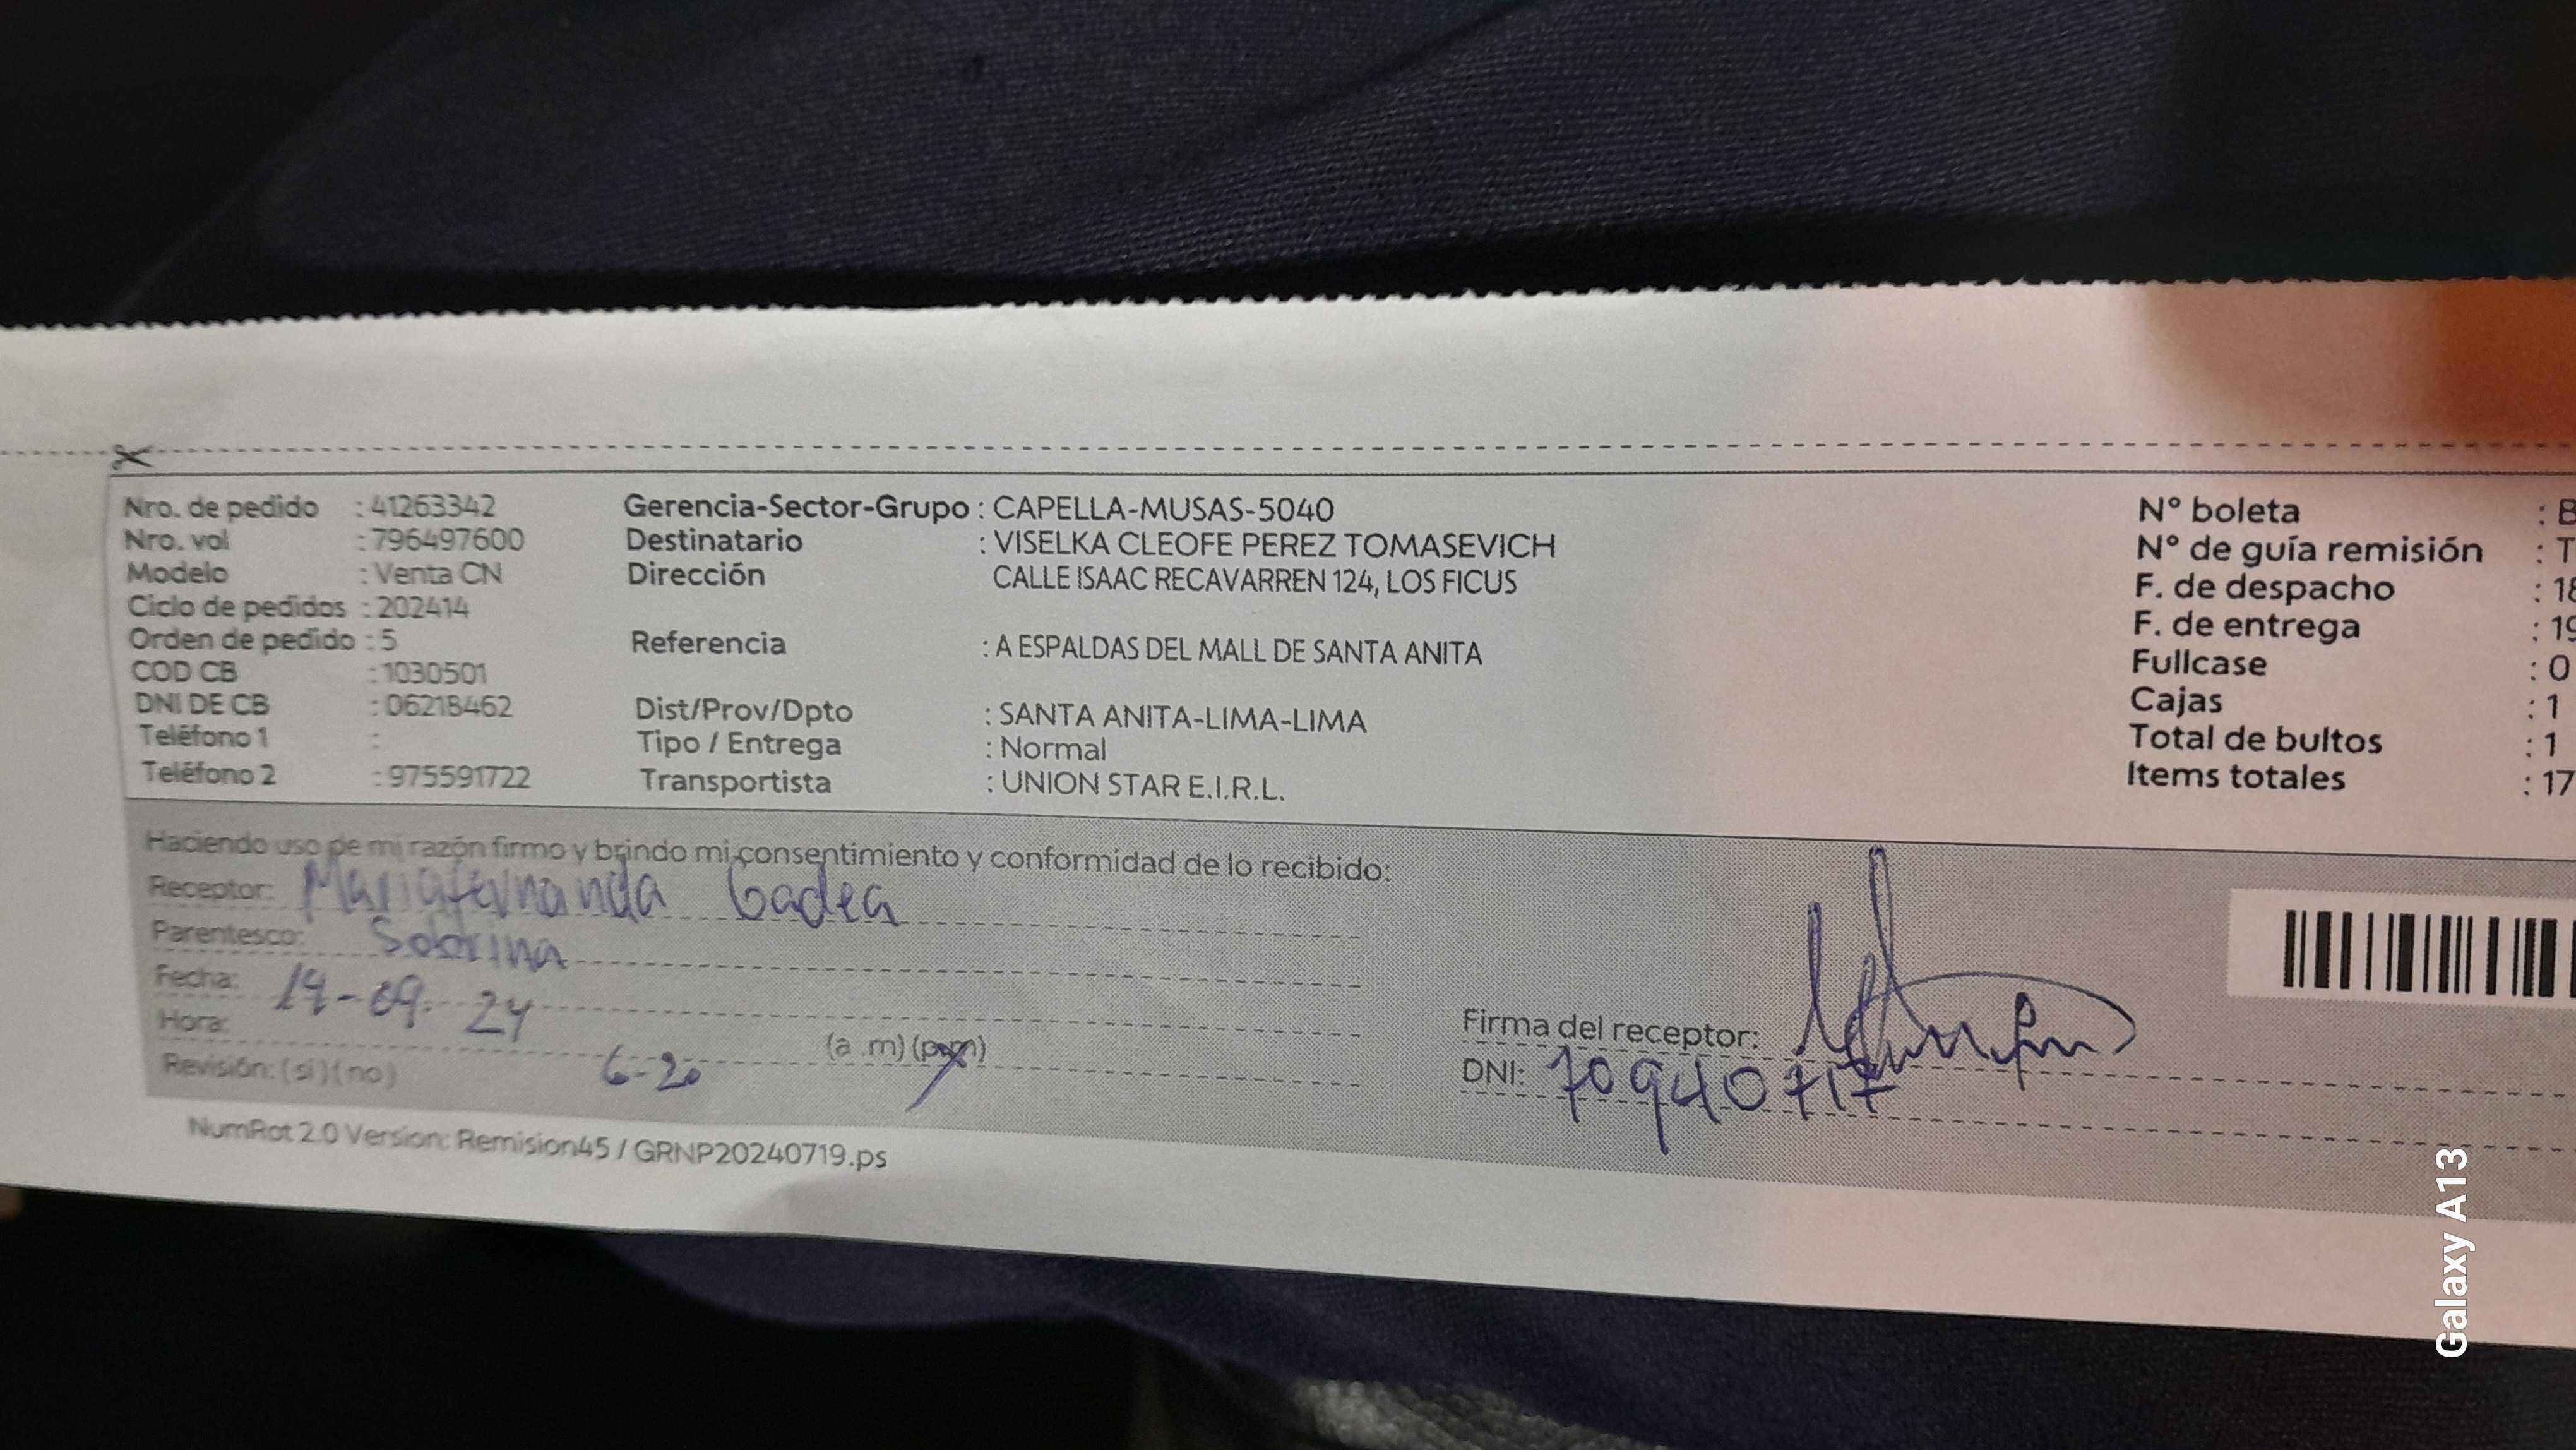 Nro. de pedido : 41263342
Nro. vol : 796497600
Modelo : Venta CN
Ciclo de pedidos : 202414
Orden de pedido : 5
COD CB : 1030501
DNI DE CB : 06218462
Teléfono 1 :
Teléfono 2 : 975591722
Gerencia-Sector-Grupo : CAPELLA-MUSAS-5040
Destinatario : VISELKA CLEOFE PEREZ TOMASEVICH
Dirección CALLE ISAAC RECAVARREN 124, LOS FICUS
Referencia : A ESPALDAS DEL MALL DE SANTA ANITA
Dist/Prov/Dpto : SANTA ANITA-LIMA-LIMA
Tipo / Entrega : Normal
Transportista : UNION STAR E.I.R.L.
N° boleta : B
N° de guía remisión : T
F. de despacho : 18
F. de entrega : 19
Fullcase : 0
Cajas : 1
Total de bultos : 1
Items totales : 17
Haciendo uso de mi razón firmo y brindo mi consentimiento y conformidad de lo recibido:
Receptor: Mariafernanda Gadea
Parentesco: Sobrina
Fecha: 19-09-24
Hora: 6-20 (a .m) (p.m)
Revisión: (si) (no)
Firma del receptor:
DNI: 70940717
NumRot 2.0 Version: Remision45 / GRNP20240719.ps
Galaxy A13